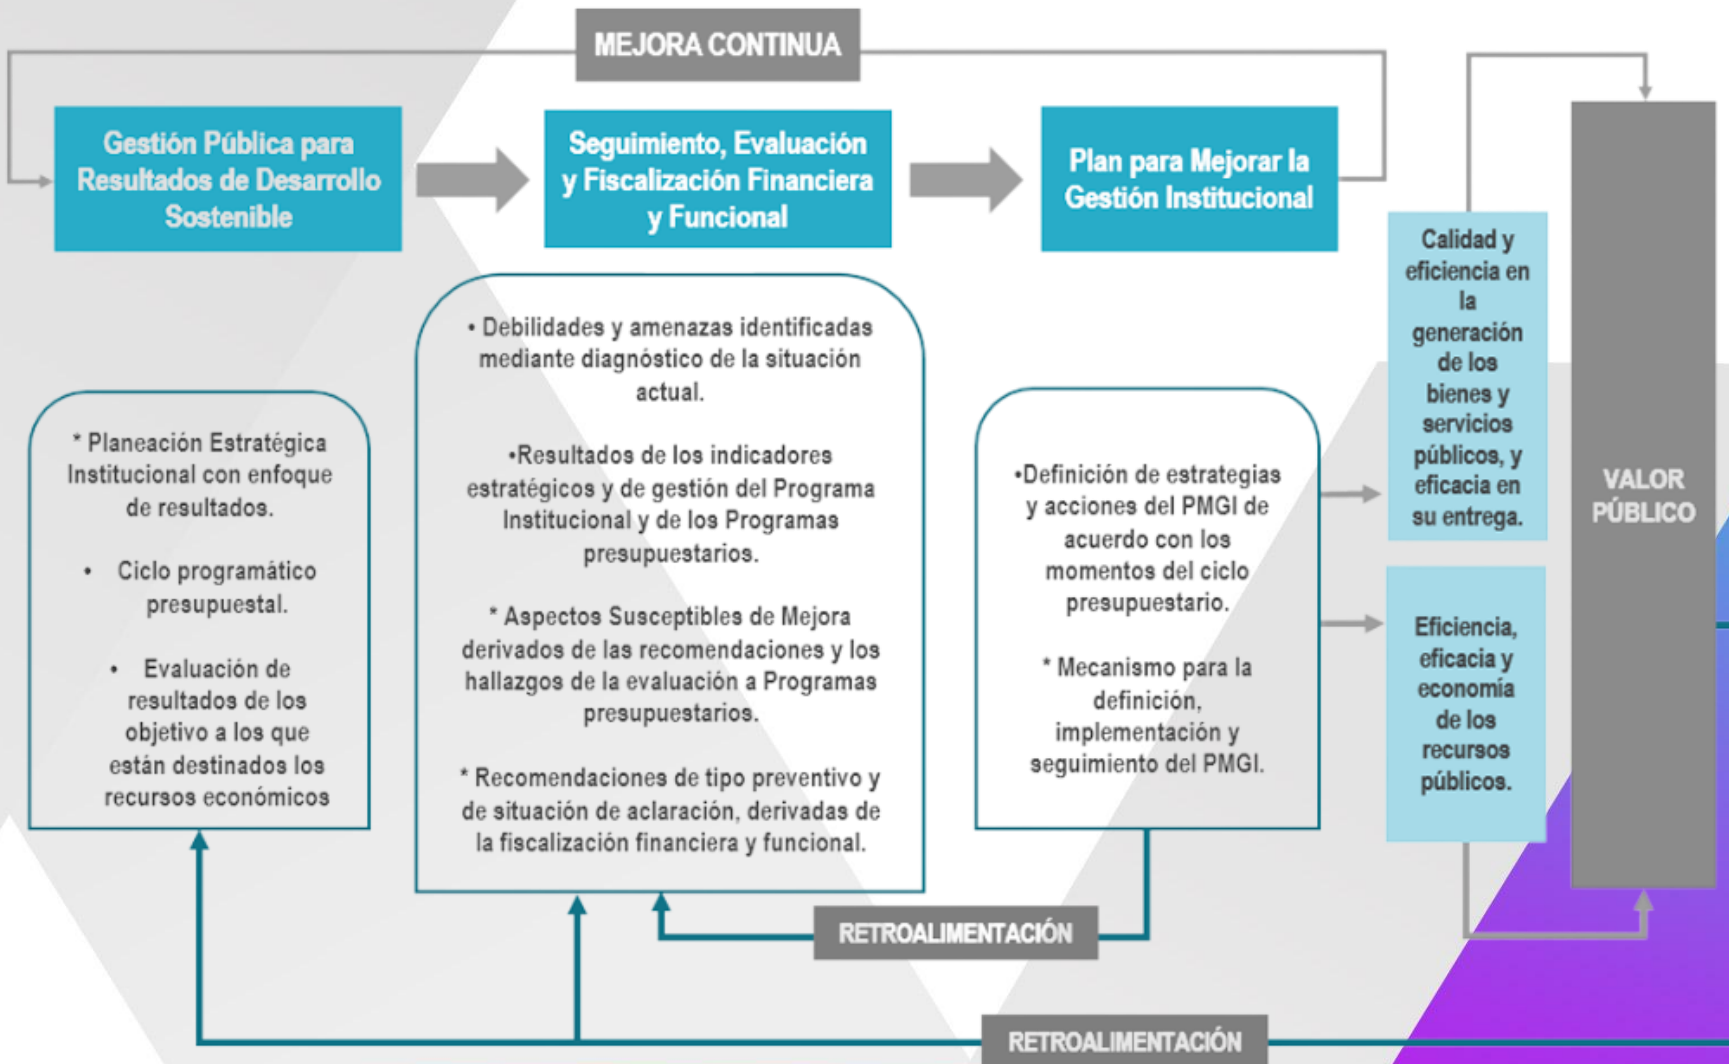 MEJORA CONTINUA
Gestión Pública para
Resultados de Desarrollo
Sostenible
Seguimiento, Evaluación
y Fiscalización Financiera
y Funcional
Plan para Mejorar la
Gestión Institucional
* Planeación Estratégica
Institucional con enfoque
de resultados.
• Ciclo programático
presupuestal.
• Evaluación de
resultados de los
objetivo a los que
están destinados los
recursos económicos
• Debilidades y amenazas identificadas
mediante diagnóstico de la situación
actual.
•Resultados de los indicadores
estratégicos y de gestión del Programa
Institucional y de los Programas
presupuestarios.
* Aspectos Susceptibles de Mejora
derivados de las recomendaciones y los
hallazgos de la evaluación a Programas
presupuestarios.
* Recomendaciones de tipo preventivo y
de situación de aclaración, derivadas de
la fiscalización financiera y funcional.
•Definición de estrategias
y acciones del PMGI de
acuerdo con los
momentos del ciclo
presupuestario.
* Mecanismo para la
definición,
implementación y
seguimiento del PMGI.
Calidad y
eficiencia en
la
generación
de los
bienes y
servicios
públicos, y
eficacia en
su entrega.
Eficiencia,
eficacia y
economía
de los
recursos
públicos.
VALOR
PÚBLICO
RETROALIMENTACIÓN
RETROALIMENTACIÓN